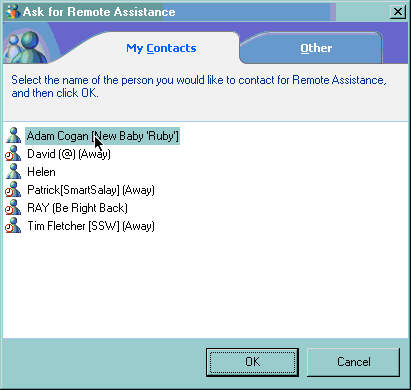 Ask for Remote Assistance
My Contacts
Other
Select the name of the person you would like to contact for Remote Assistance,
and then click OK.
Adam Cogan [New Baby 'Ruby']
David (@) (Away)
Helen
Patrick[SmartSalay] (Away)
RAY (Be Right Back)
Tim Fletcher [SSW] (Away)
OK
Cancel